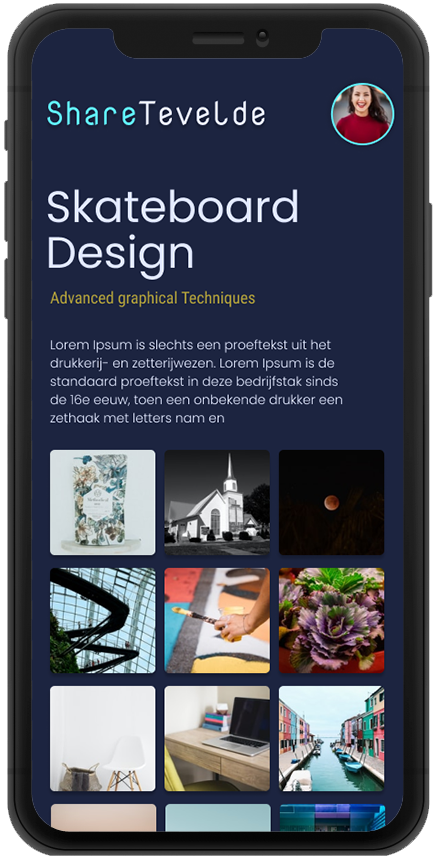 ShareTevelde
Skateboard
Design
Advanced graphical Techniques
Lorem Ipsum is slechts een proeftekst uit het
drukkerij- en zetterijwezen. Lorem Ipsum is de
standaard proeftekst in deze bedrijfstak sinds
de 16e eeuw, toen een onbekende drukker een
zethaak met letters nam en